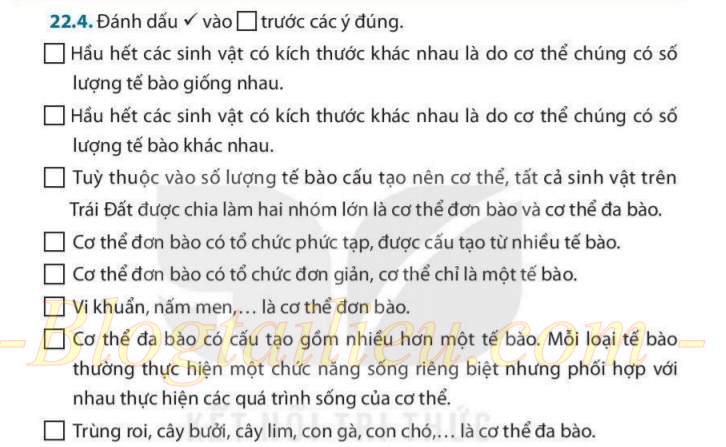 22.4. Đánh dấu ✓ vào □ trước các ý đúng.
□ Hầu hết các sinh vật có kích thước khác nhau là do cơ thể chúng có số
lượng tế bào giống nhau.
□ Hầu hết các sinh vật có kích thước khác nhau là do cơ thể chúng có số
lượng tế bào khác nhau.
□ Tuỳ thuộc vào số lượng tế bào cấu tạo nên cơ thể, tất cả sinh vật trên
Trái Đất được chia làm hai nhóm lớn là cơ thể đơn bào và cơ thể đa bào.
□ Cơ thể đơn bào có tổ chức phức tạp, được cấu tạo từ nhiều tế bào.
□ Cơ thể đơn bào có tổ chức đơn giản, cơ thể chỉ là một tế bào.
□ Vi khuẩn, nấm men,... là cơ thể đơn bào.
- Blogtailieu.com -
□ Cơ thể đa bào có cấu tạo gồm nhiều hơn một tế bào. Mỗi loại tế bào
thường thực hiện một chức năng sống riêng biệt nhưng phối hợp với
nhau thực hiện các quá trình sống của cơ thể.
KẾT NỐI TRI THỨC
□ Trùng roi, cây bưởi, cây lim, con gà, con chó,... là cơ thể đa bào.